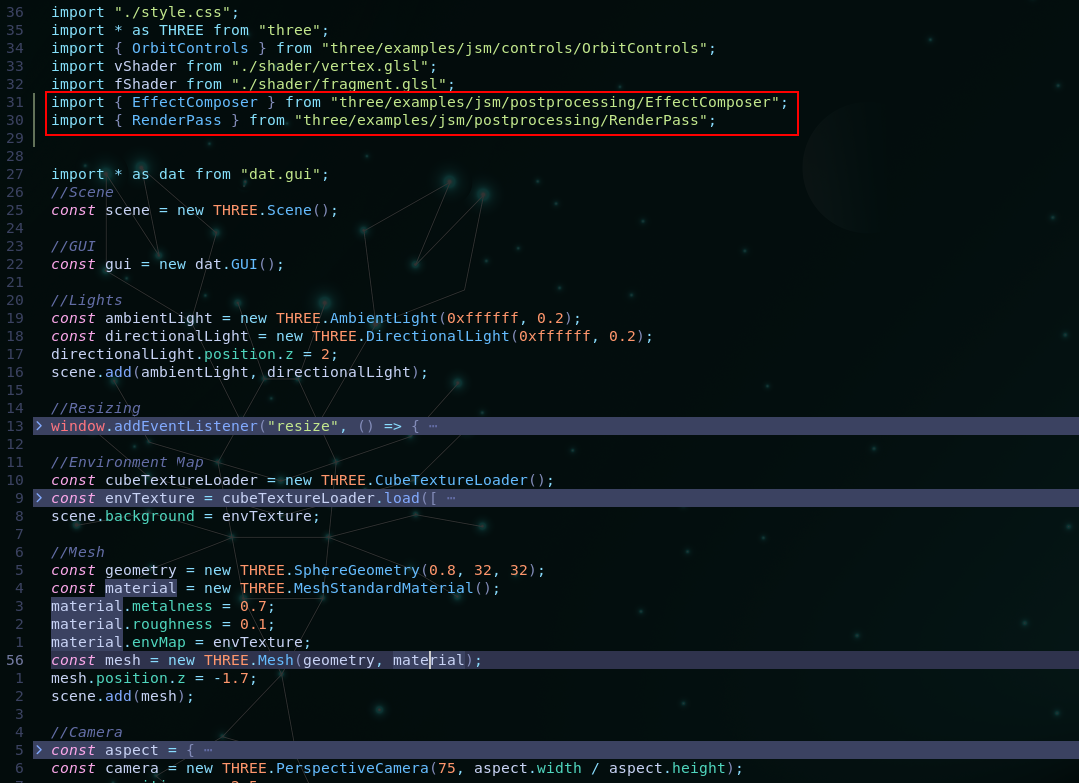 36 import "./style.css";
35 import * as THREE from "three";
34 import { OrbitControls } from "three/examples/jsm/controls/OrbitControls";
33 import vShader from "./shader/vertex.glsl";
32 import fShader from "./shader/fragment.glsl";
31 import { EffectComposer } from "three/examples/jsm/postprocessing/EffectComposer";
30 import { RenderPass } from "three/examples/jsm/postprocessing/RenderPass";
29
28
27 import * as dat from "dat.gui";
26 //Scene
25 const scene = new THREE.Scene();
24
23 //GUI
22 const gui = new dat.GUI();
21
20 //Lights
19 const ambientLight = new THREE.AmbientLight(0xffffff, 0.2);
18 const directionalLight = new THREE.DirectionalLight(0xffffff, 0.2);
17 directionalLight.position.z = 2;
16 scene.add(ambientLight, directionalLight);
15
14 //Resizing
13 > window.addEventListener("resize", () => { ⋯
12
11 //Environment Map
10 const cubeTextureLoader = new THREE.CubeTextureLoader();
9 > const envTexture = cubeTextureLoader.load([ ⋯
8 scene.background = envTexture;
7
6 //Mesh
5 const geometry = new THREE.SphereGeometry(0.8, 32, 32);
4 const material = new THREE.MeshStandardMaterial();
3 material.metalness = 0.7;
2 material.roughness = 0.1;
1 material.envMap = envTexture;
56 const mesh = new THREE.Mesh(geometry, material);
1 mesh.position.z = -1.7;
2 scene.add(mesh);
3
4 //Camera
5 > const aspect = { ⋯
6 const camera = new THREE.PerspectiveCamera(75, aspect.width / aspect.height);